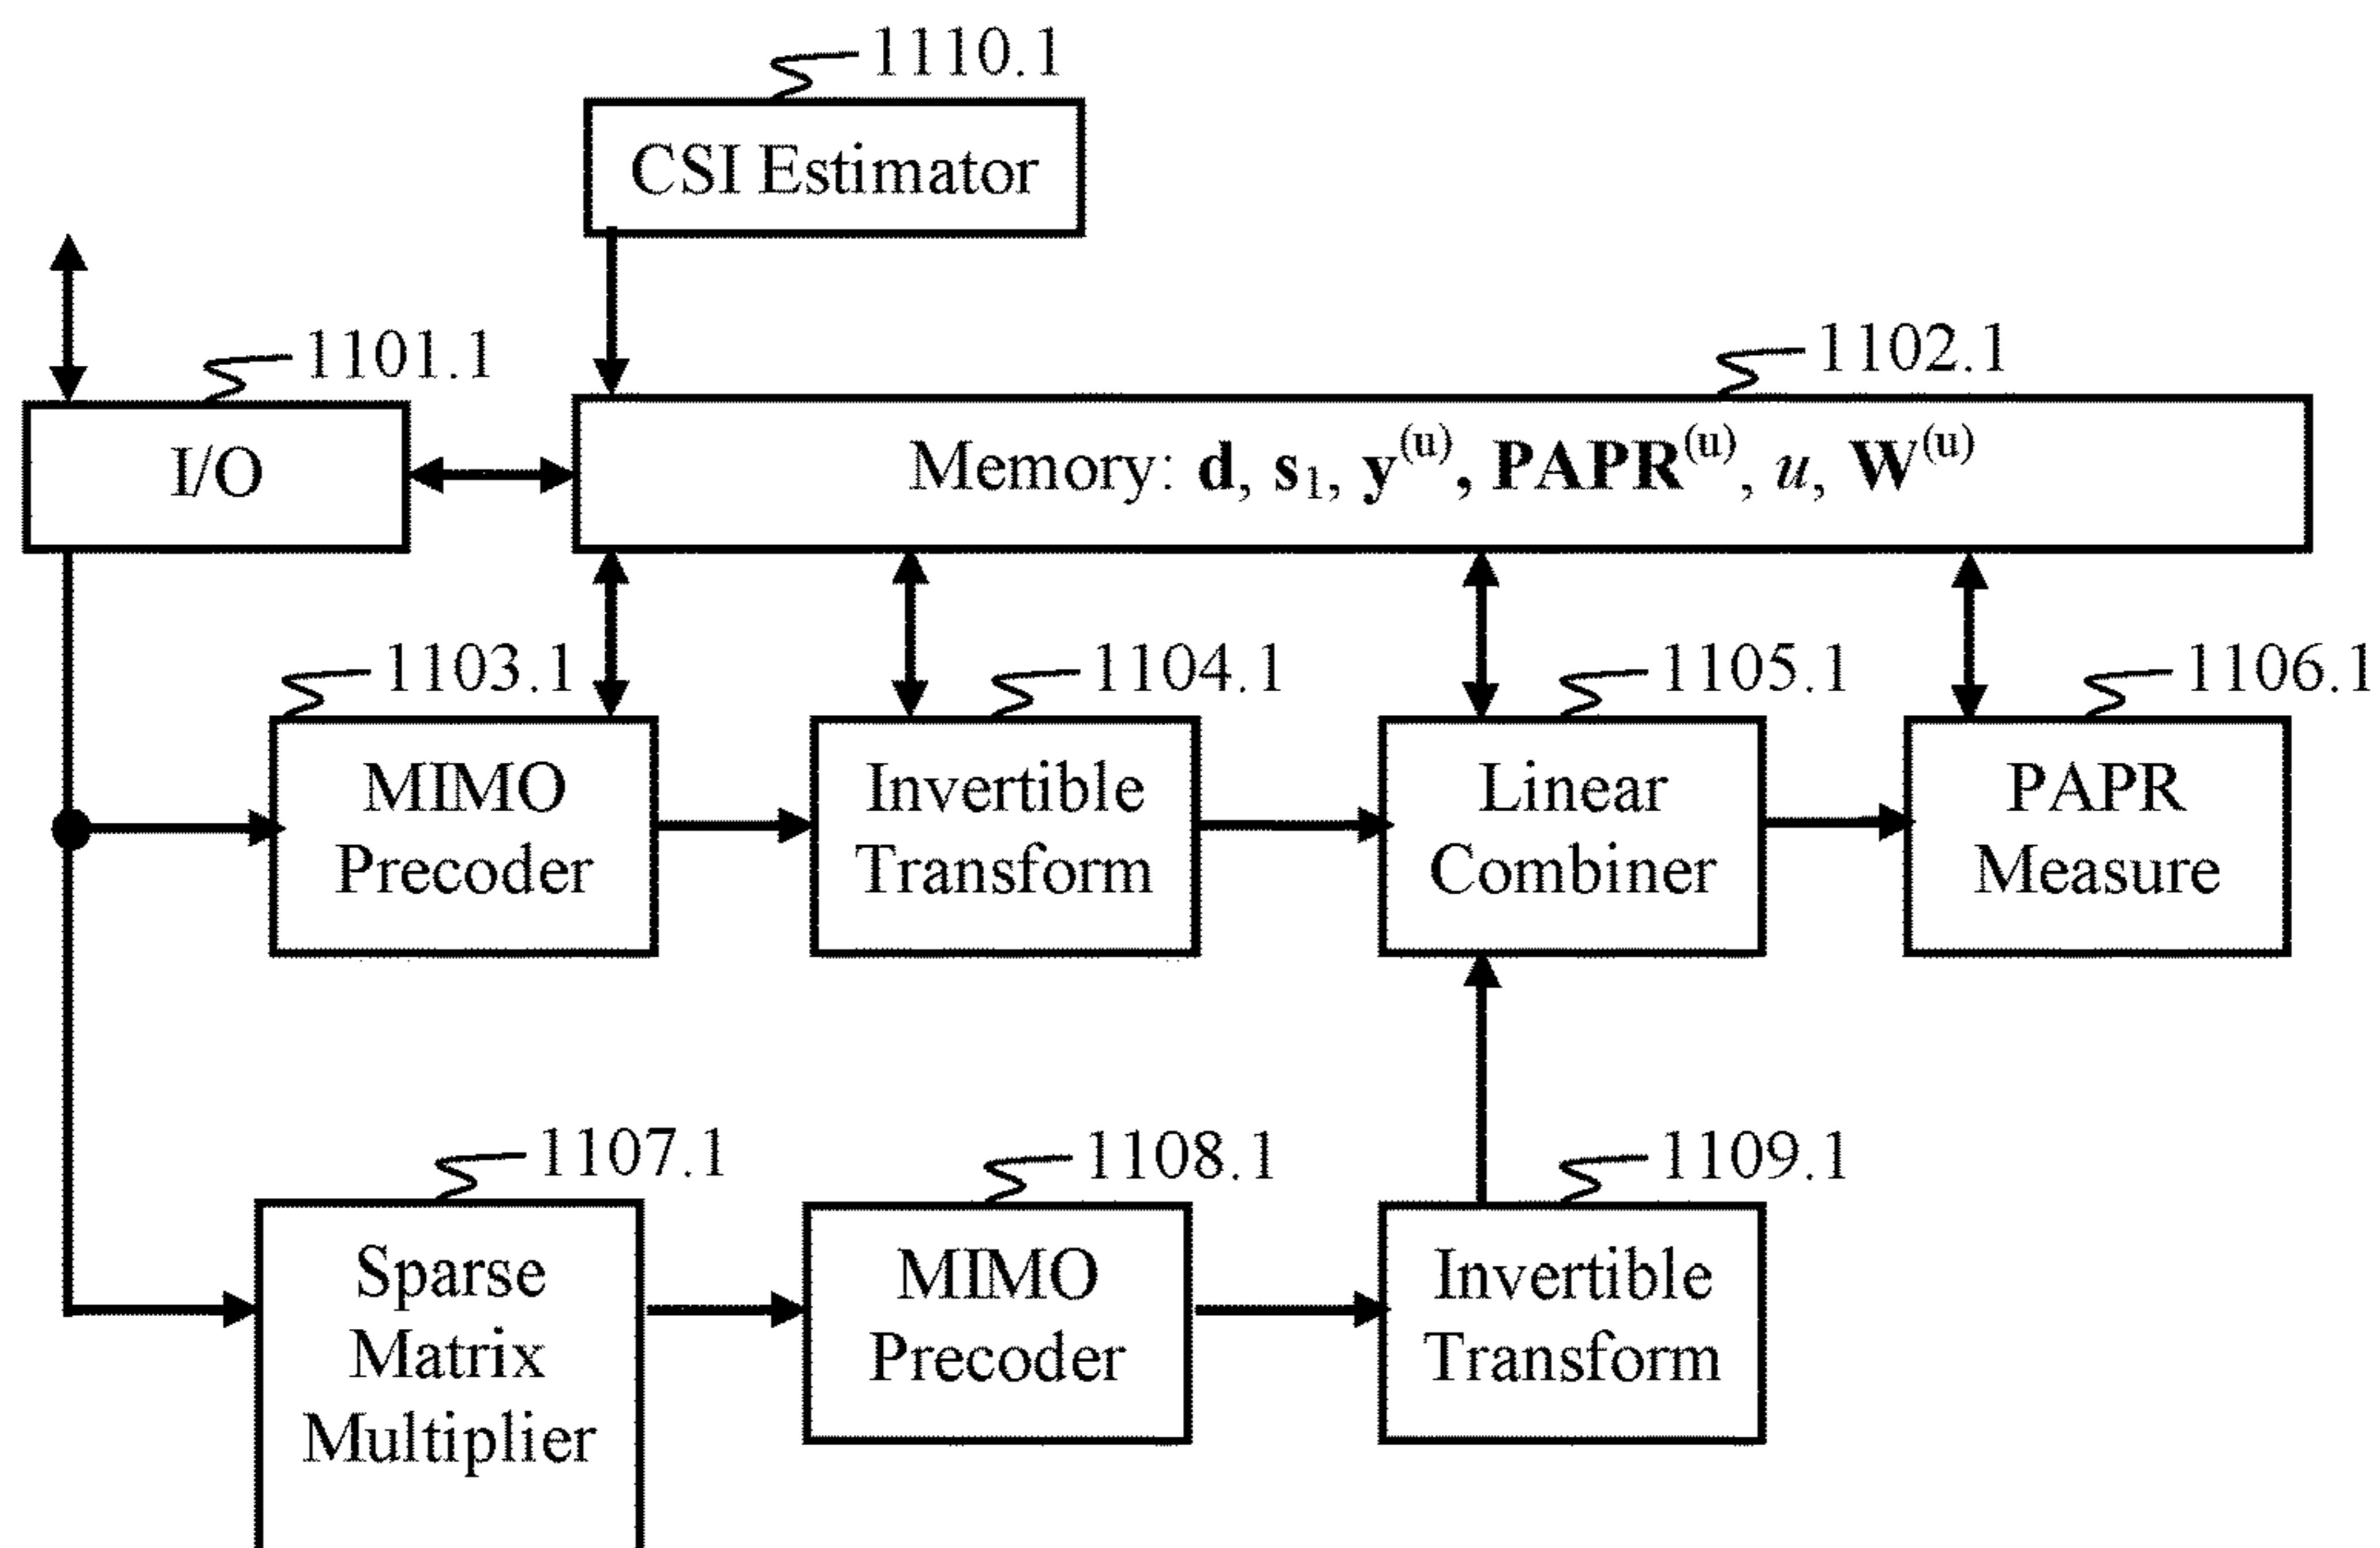 1110.1
CSI Estimator
1101.1
1102.1
I/O
Memory: d, s₁, y⁽ᵘ⁾, PAPR⁽ᵘ⁾, u, W⁽ᵘ⁾
1103.1
1104.1
1105.1
1106.1
MIMO
Precoder
Invertible
Transform
Linear
Combiner
PAPR
Measure
1107.1
1108.1
1109.1
Sparse
Matrix
Multiplier
MIMO
Precoder
Invertible
Transform